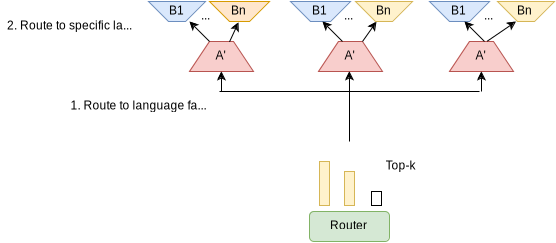 B1 ... Bn B1 ... Bn B1 ... Bn
2. Route to specific la...
A' A' A'
1. Route to language fa...
Top-k
Router